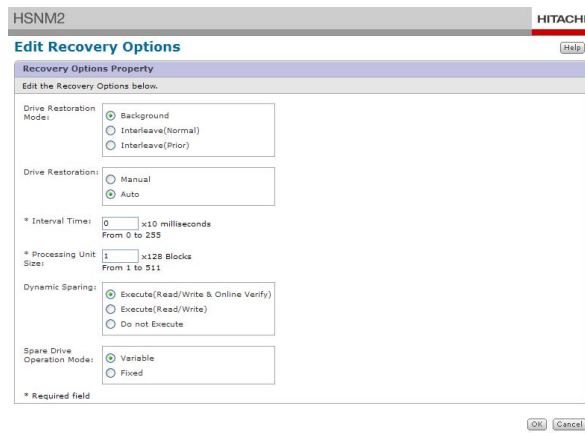 HSNM2
HITACHI
Edit Recovery Options
Help
Recovery Options Property
Edit the Recovery Options below.
Drive Restoration Mode:
Background
Interleave(Normal)
Interleave(Prior)
Drive Restoration:
Manual
Auto
* Interval Time: 0 x10 milliseconds
From 0 to 255
* Processing Unit Size: 1 x128 Blocks
From 1 to 511
Dynamic Sparing:
Execute(Read/Write & Online Verify)
Execute(Read/Write)
Do not Execute
Spare Drive Operation Mode:
Variable
Fixed
* Required field
OK Cancel